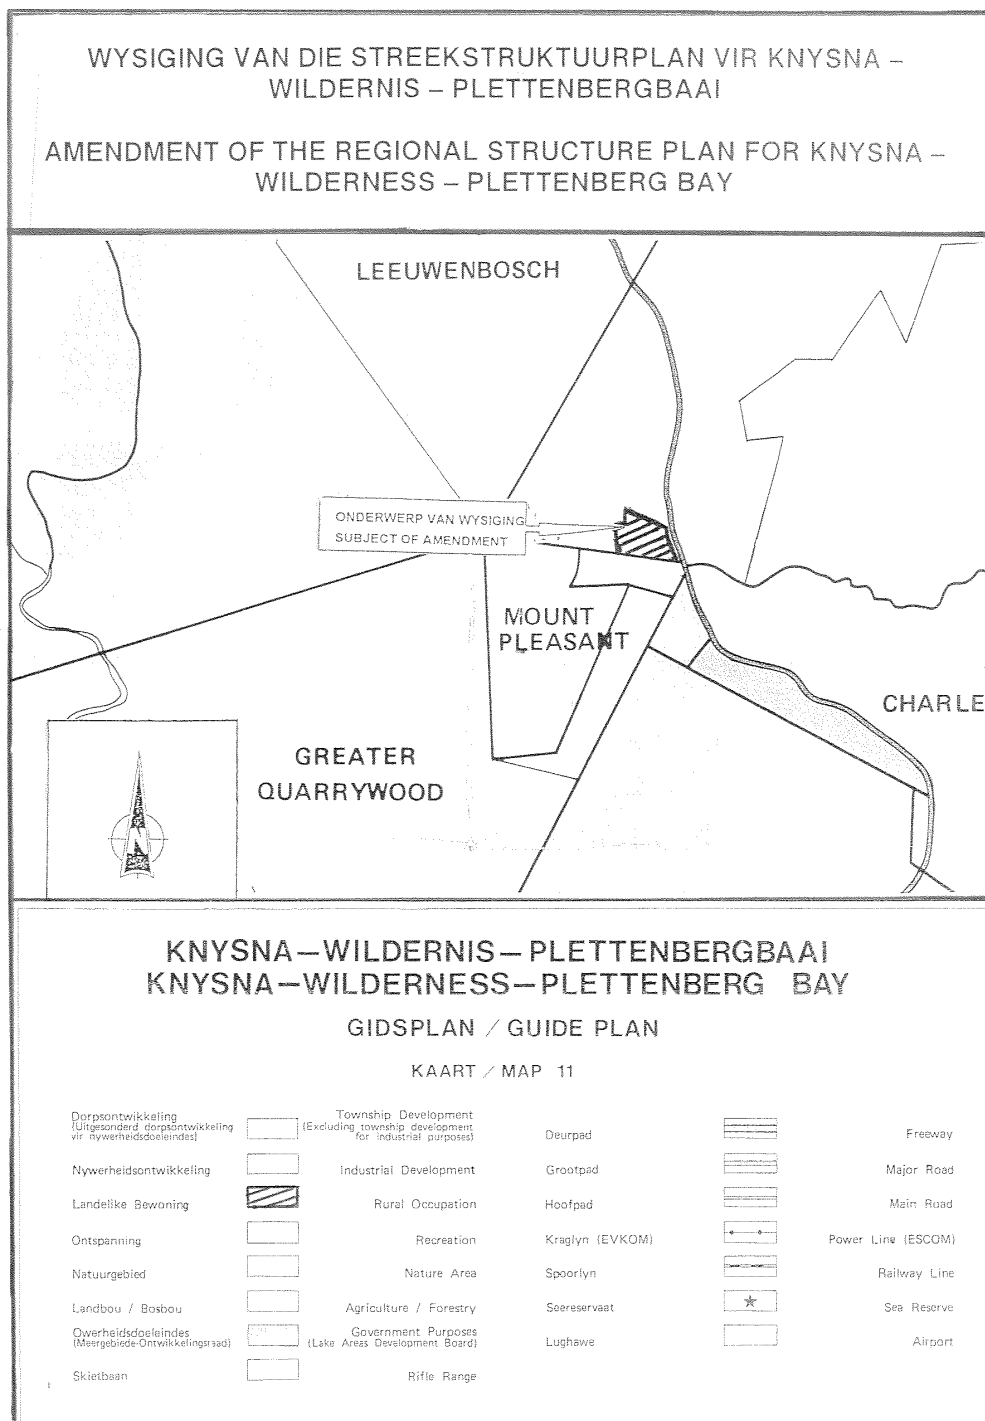 WYSIGING VAN DIE STREEKSTRUKTUURPLAN VIR KNYSNA –
WILDERNIS – PLETTENBERGBAAI
AMENDMENT OF THE REGIONAL STRUCTURE PLAN FOR KNYSNA –
WILDERNESS – PLETTENBERG BAY
LEEUWENBOSCH
ONDERWERP VAN WYSIGING
SUBJECT OF AMENDMENT
MOUNT
PLEASANT
CHARLE
GREATER
QUARRYWOOD
KNYSNA–WILDERNIS–PLETTENBERGBAAI
KNYSNA–WILDERNESS–PLETTENBERG BAY
GIDSPLAN / GUIDE PLAN
KAART / MAP 11
Dorpsontwikkeling
(Uitgesonderd dorpsontwikkeling
vir nywerheidsdoeleindes)
Township Development
(Excluding township development
for industrial purposes)
Nywerheidsontwikkeling
Industrial Development
Landelike Bewoning
Rural Occupation
Ontspanning
Recreation
Natuurgebied
Nature Area
Landbou / Bosbou
Agriculture / Forestry
Owerheidsdoeleindes
(Meergebiede-Ontwikkelingsraad)
Government Purposes
(Lake Areas Development Board)
Skietbaan
Rifle Range
Deurpad
Freeway
Grootpad
Major Road
Hoofpad
Main Road
Kraglyn (EVKOM)
Power Line (ESCOM)
Spoorlyn
Railway Line
Seereservaat
Sea Reserve
Lughawe
Airport